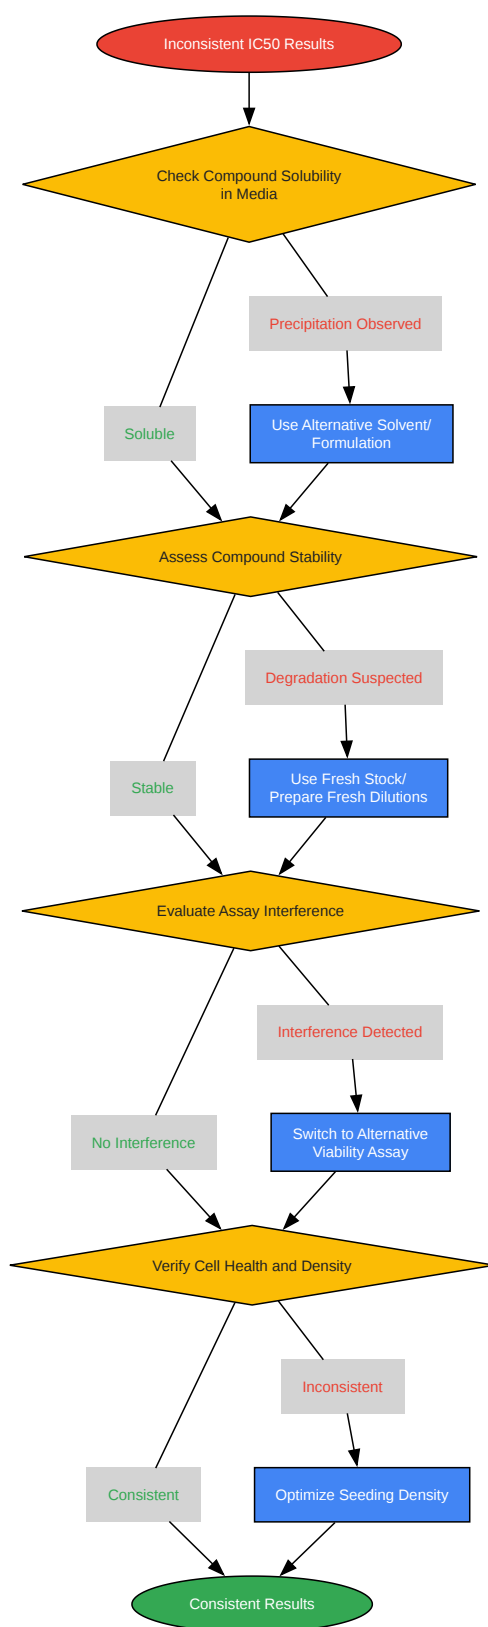 Inconsistent IC50 Results
Check Compound Solubility
in Media
Precipitation Observed
Soluble
Use Alternative Solvent/
Formulation
Assess Compound Stability
Degradation Suspected
Stable
Use Fresh Stock/
Prepare Fresh Dilutions
Evaluate Assay Interference
Interference Detected
No Interference
Switch to Alternative
Viability Assay
Verify Cell Health and Density
Inconsistent
Consistent
Optimize Seeding Density
Consistent Results